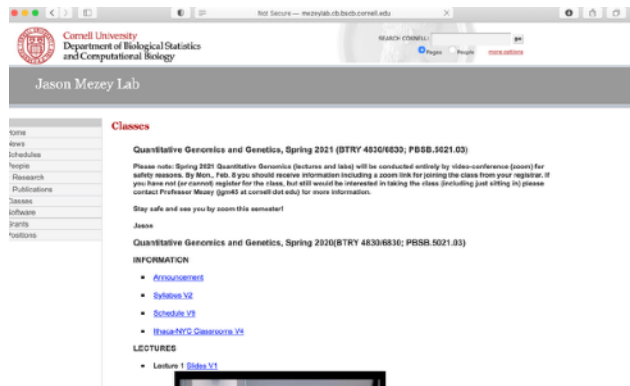 Not Secure — mezeylab.cb.bscb.cornell.edu
Cornell University
Department of Biological Statistics
and Computational Biology
SEARCH CORNELL:
go
Pages People more options
Jason Mezey Lab
Home
News
Schedules
People
Research
Publications
Classes
Software
Grants
Positions
Classes
Quantitative Genomics and Genetics, Spring 2021 (BTRY 4830/6830; PBSB.5021.03)
Please note: Spring 2021 Quantitative Genomics (lectures and labs) will be conducted entirely by video-conference (zoom) for
safety reasons. By Mon., Feb. 8 you should receive information including a zoom link for joining the class from your registrar. If
you have not (or cannot) register for the class, but still would be interested in taking the class (including just sitting in) please
contact Professor Mezey (jgm45 at cornell dot edu) for more information.
Stay safe and see you by zoom this semester!
Jason
Quantitative Genomics and Genetics, Spring 2020(BTRY 4830/6830; PBSB.5021.03)
INFORMATION
Announcement
Syllabus V2
Schedule V9
Ithaca-NYC Classrooms V4
LECTURES
Lecture 1 Slides V1